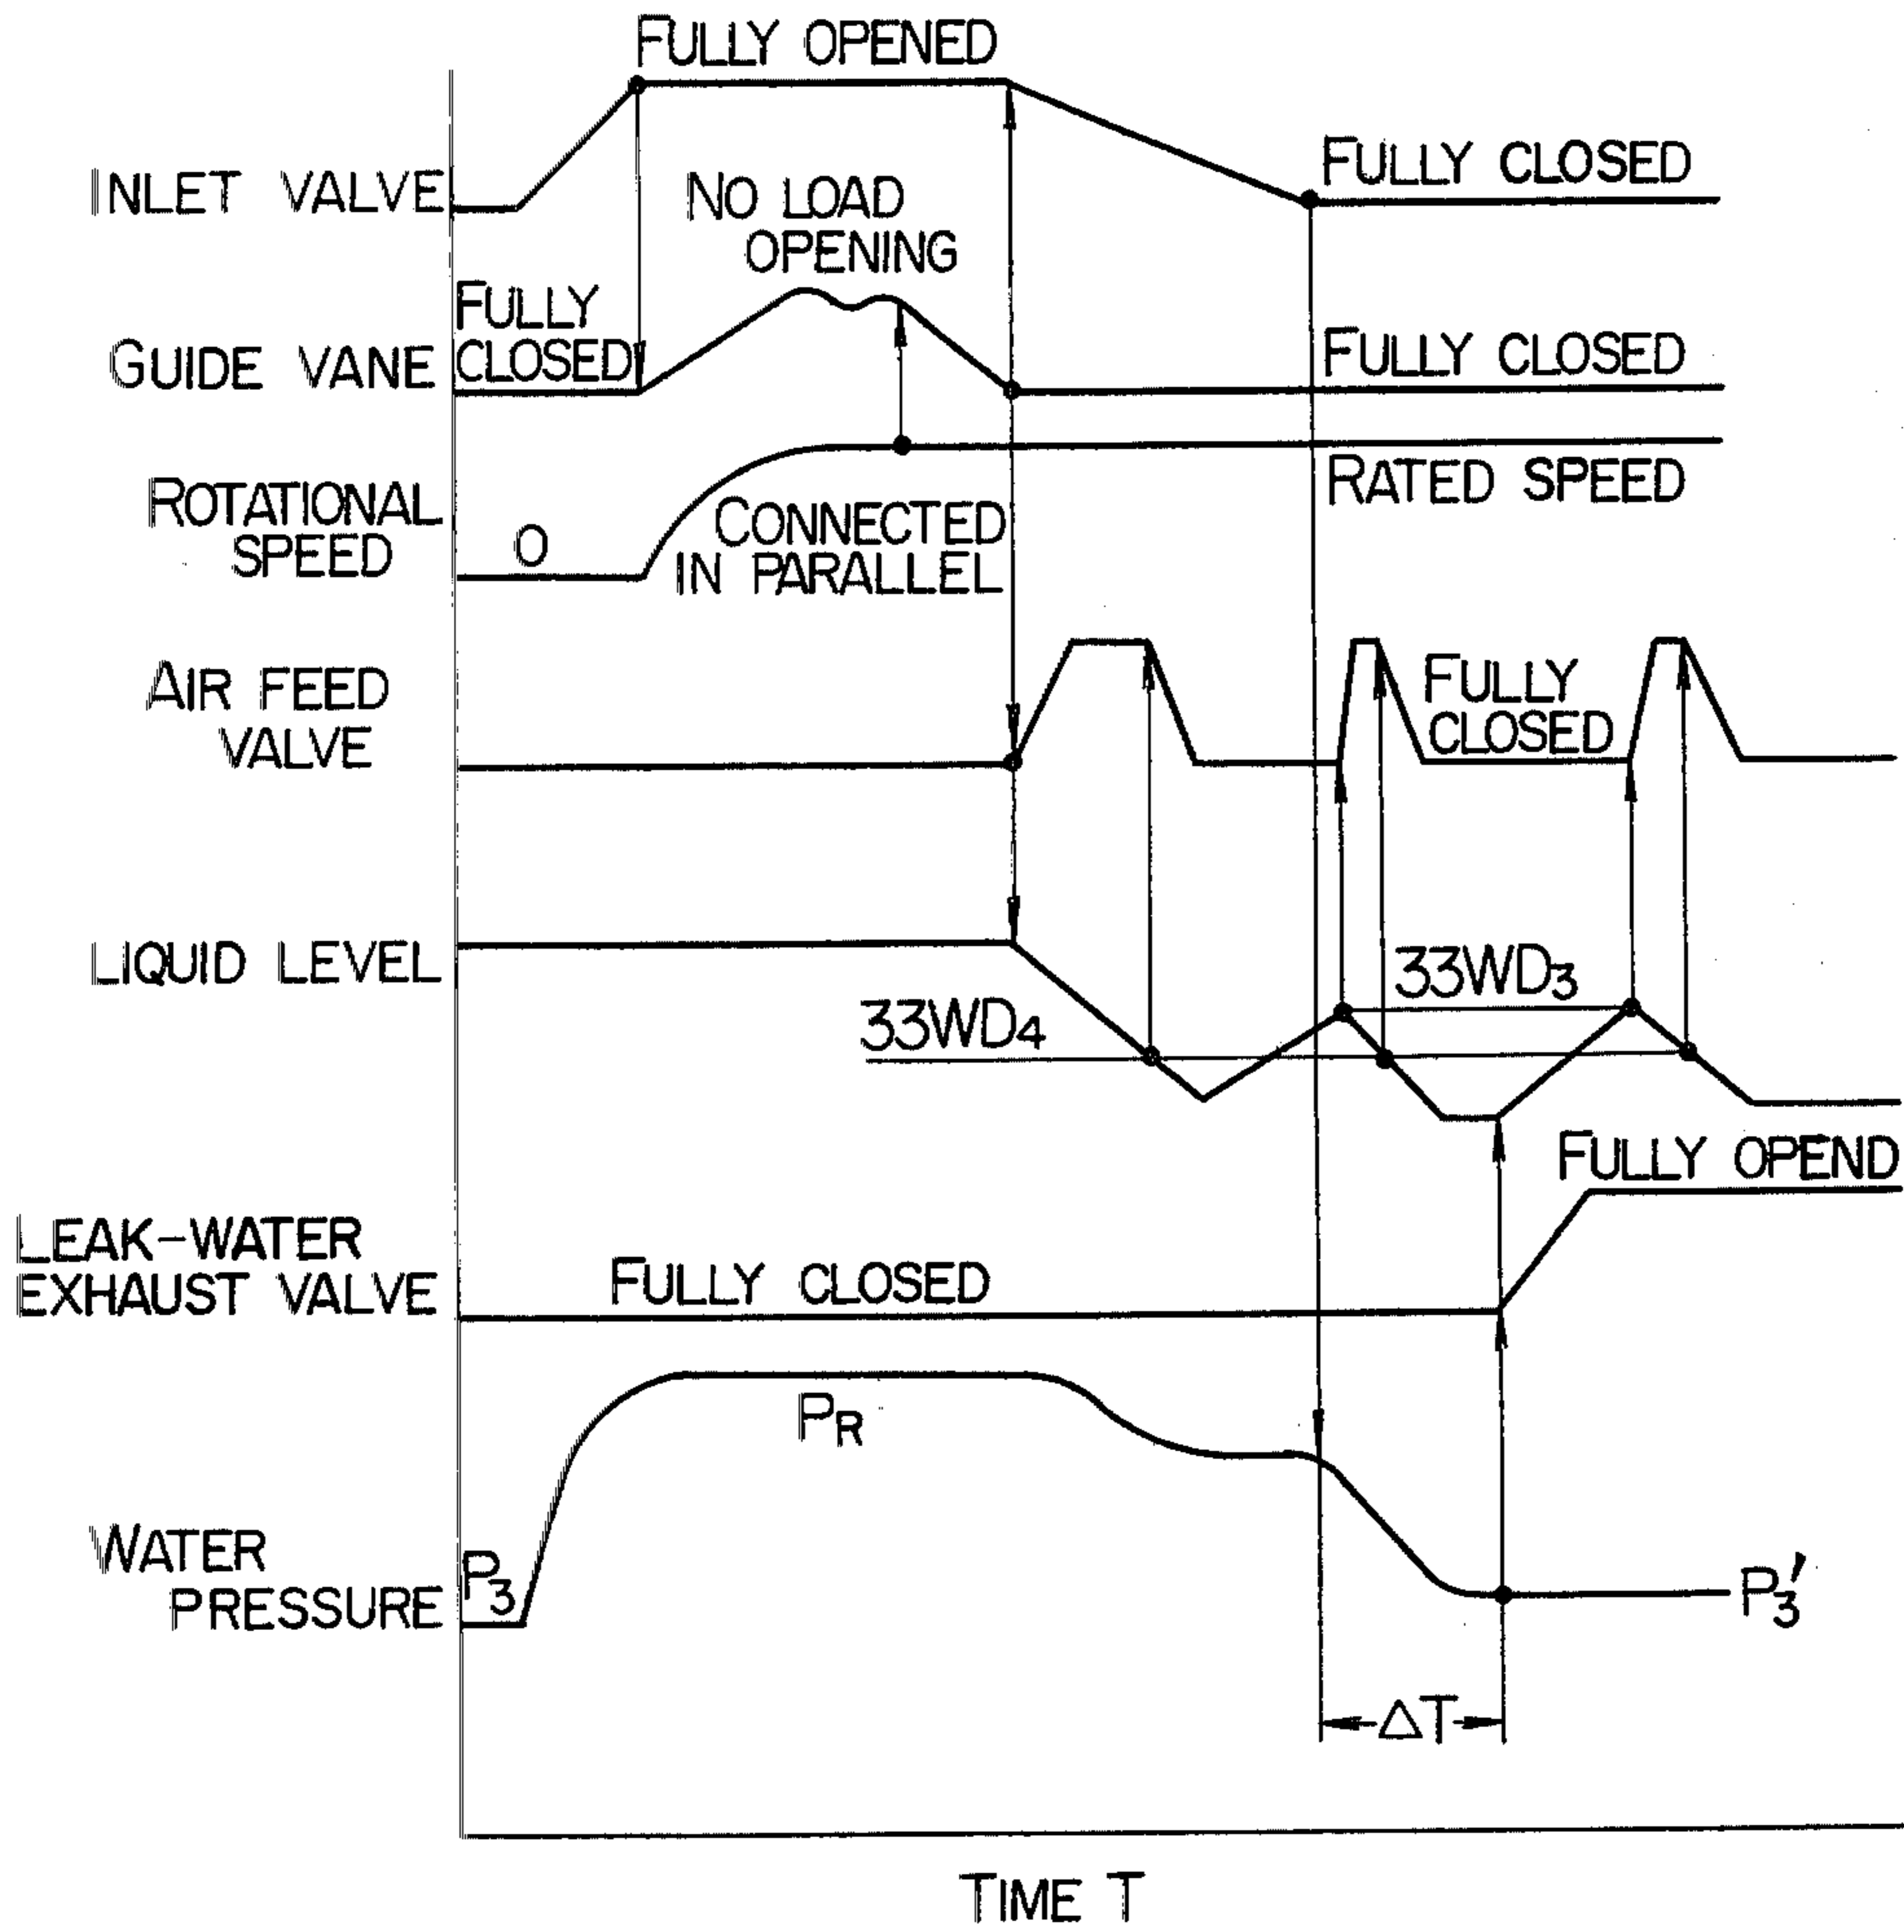 FULLY OPENED
INLET VALVE
FULLY CLOSED
NO LOAD
OPENING
FULLY
CLOSED
GUIDE VANE
FULLY CLOSED
ROTATIONAL
SPEED
O
CONNECTED
IN PARALLEL
RATED SPEED
AIR FEED
VALVE
FULLY
CLOSED
LIQUID LEVEL
33WD4
33WD3
FULLY OPEND
LEAK-WATER
EXHAUST VALVE
FULLY CLOSED
PR
WATER
PRESSURE
P3
P3'
ΔT
TIME T